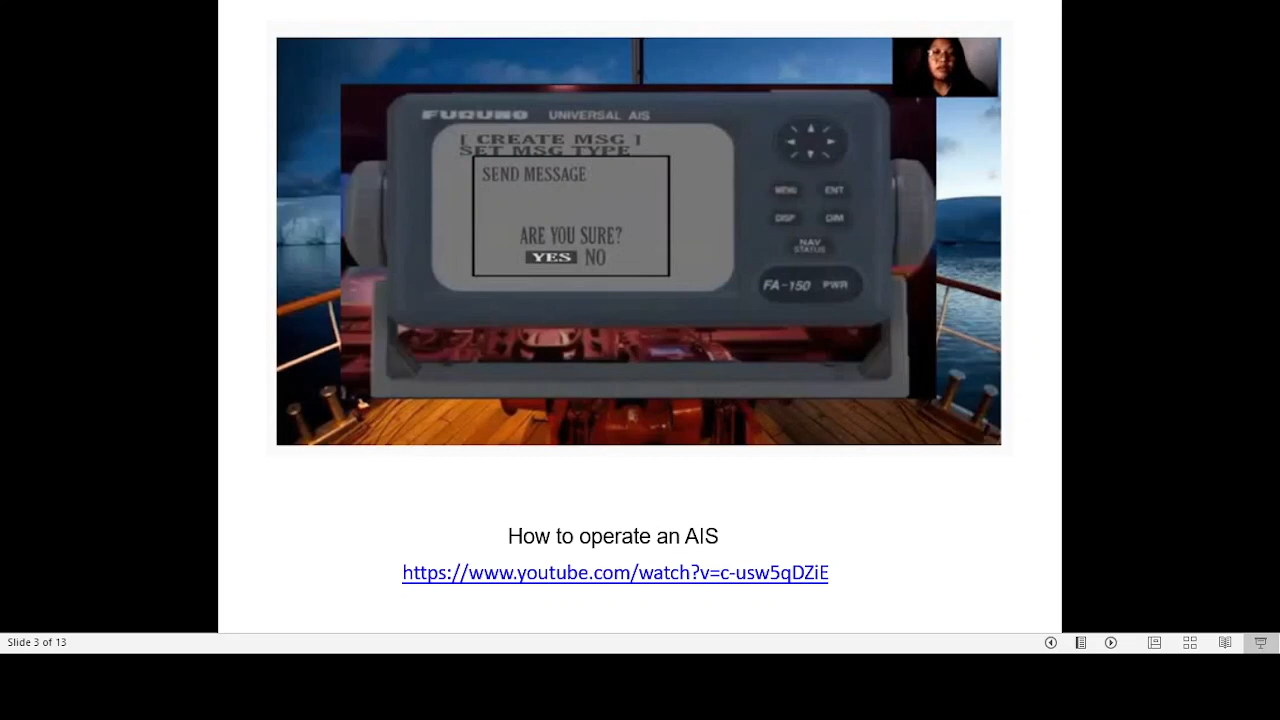 FURUNO UNIVERSAL AIS
[ CREATE MSG ]
SET MSG TYPE
SEND MESSAGE
ARE YOU SURE?
YES NO
MENU ENT
DISP DIM
NAV
STATUS
FA-150 PWR
How to operate an AIS
https://www.youtube.com/watch?v=c-usw5qDZiE
Slide 3 of 13